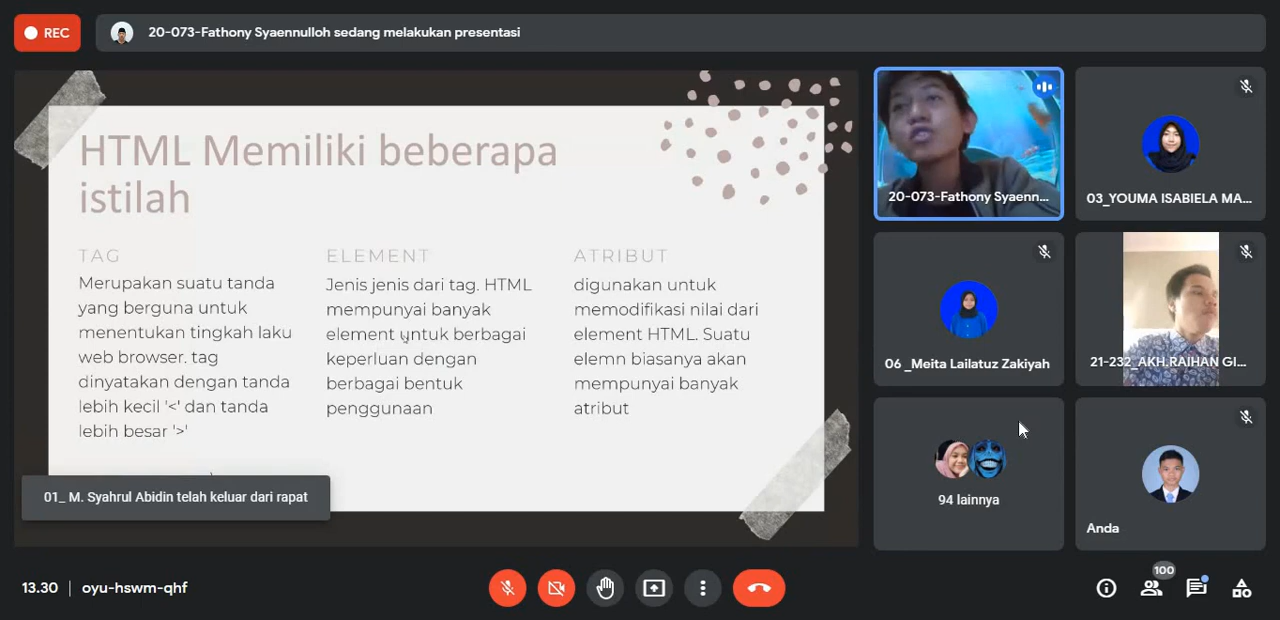 REC
20-073-Fathony Syaennulloh sedang melakukan presentasi
HTML Memiliki beberapa
istilah
TAG
Merupakan suatu tanda
yang berguna untuk
menentukan tingkah laku
web browser. tag
dinyatakan dengan tanda
lebih kecil '<' dan tanda
lebih besar '>'
ELEMENT
Jenis jenis dari tag. HTML
mempunyai banyak
element untuk berbagai
keperluan dengan
berbagai bentuk
penggunaan
ATRIBUT
digunakan untuk
memodifikasi nilai dari
element HTML. Suatu
elemn biasanya akan
mempunyai banyak
atribut
01_ M. Syahrul Abidin telah keluar dari rapat
20-073-Fathony Syaenn...
03_YOUMA ISABIELA MA...
06 _Meita Lailatuz Zakiyah
21-232_AKH.RAIHAN GI...
94 lainnya
Anda
13.30 | oyu-hswm-qhf
100